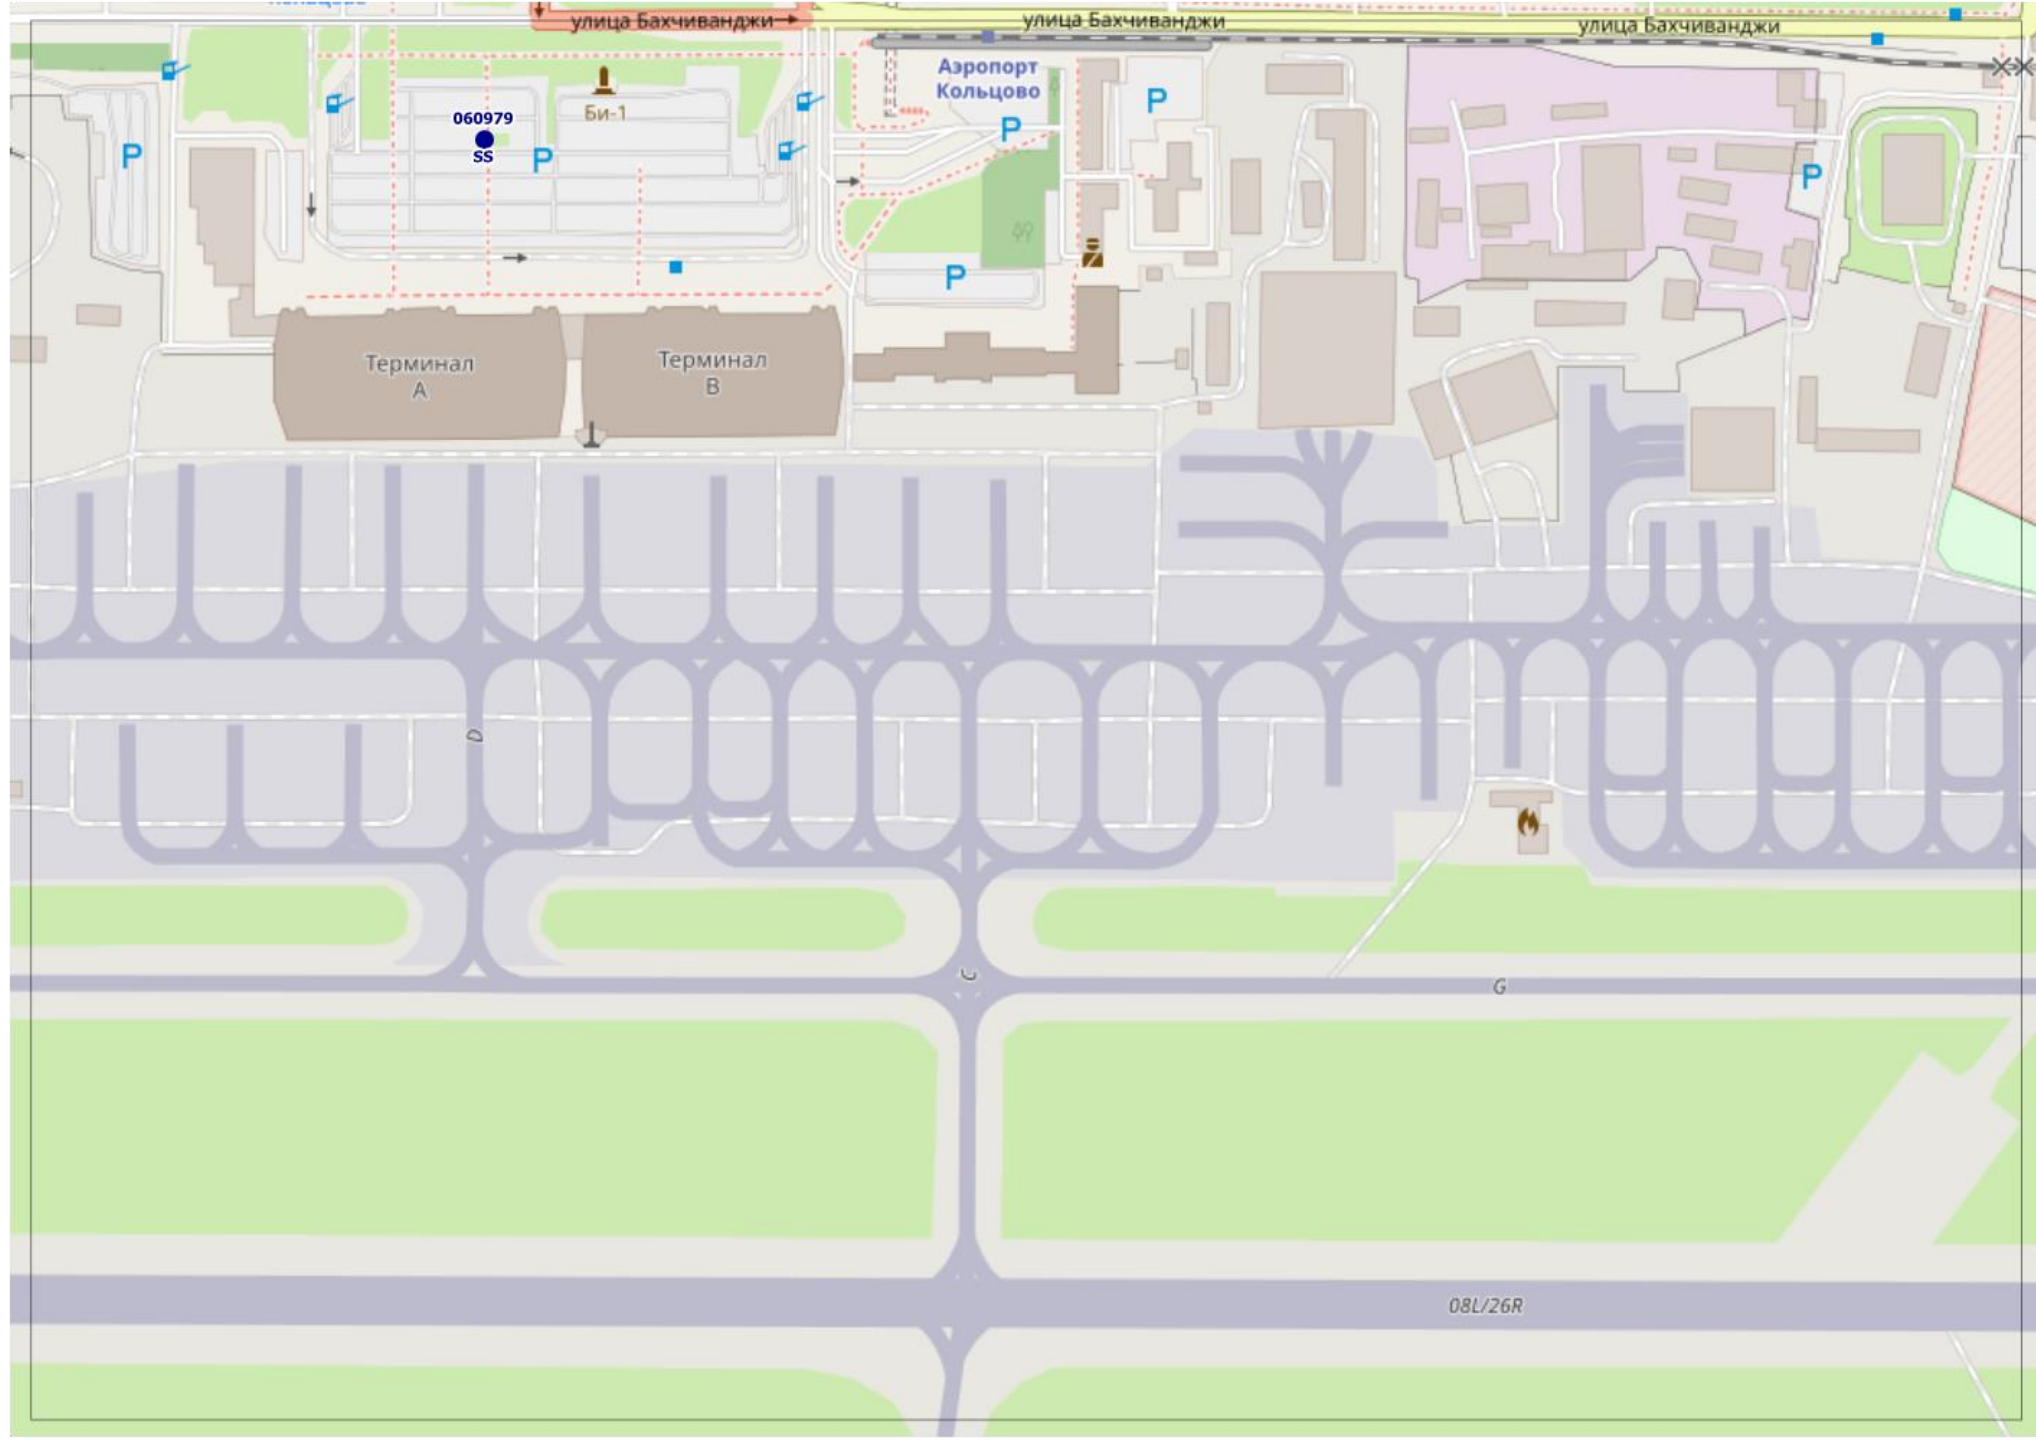 улица Бахчиванджи
улица Бахчиванджи
улица Бахчиванджи
Аэропорт
Кольцово
Би-1
060979
SS
P
P
P
P
P
P
Терминал
A
Терминал
B
D
C
G
08L/26R